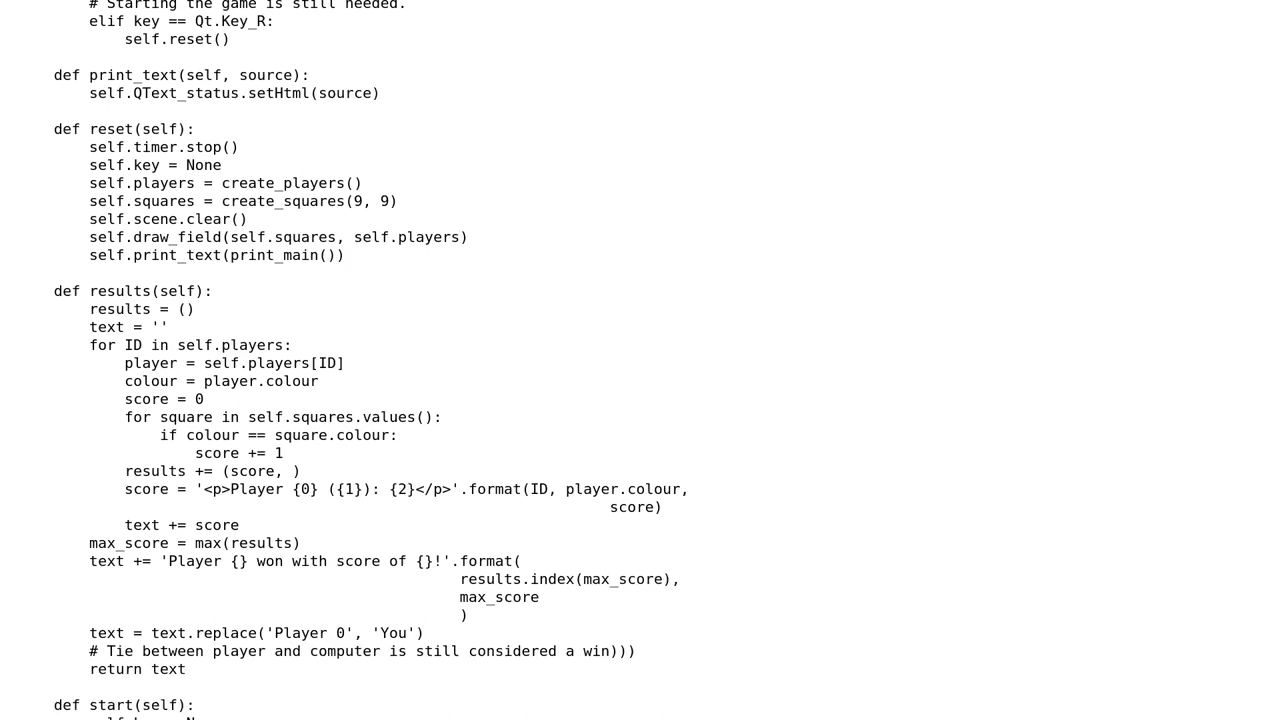 # Starting the game is still needed.
elif key == Qt.Key_R:
self.reset()
def print_text(self, source):
self.QText_status.setHtml(source)
def reset(self):
self.timer.stop()
self.key = None
self.players = create_players()
self.squares = create_squares(9, 9)
self.scene.clear()
self.draw_field(self.squares, self.players)
self.print_text(print_main())
def results(self):
results = ()
text = ''
for ID in self.players:
player = self.players[ID]
colour = player.colour
score = 0
for square in self.squares.values():
if colour == square.colour:
score += 1
results += (score, )
score = '<p>Player {0} ({1}): {2}</p>'.format(ID, player.colour,
score)
text += score
max_score = max(results)
text += 'Player {} won with score of {}!'.format(
results.index(max_score),
max_score
)
text = text.replace('Player 0', 'You')
# Tie between player and computer is still considered a win)))
return text
def start(self):